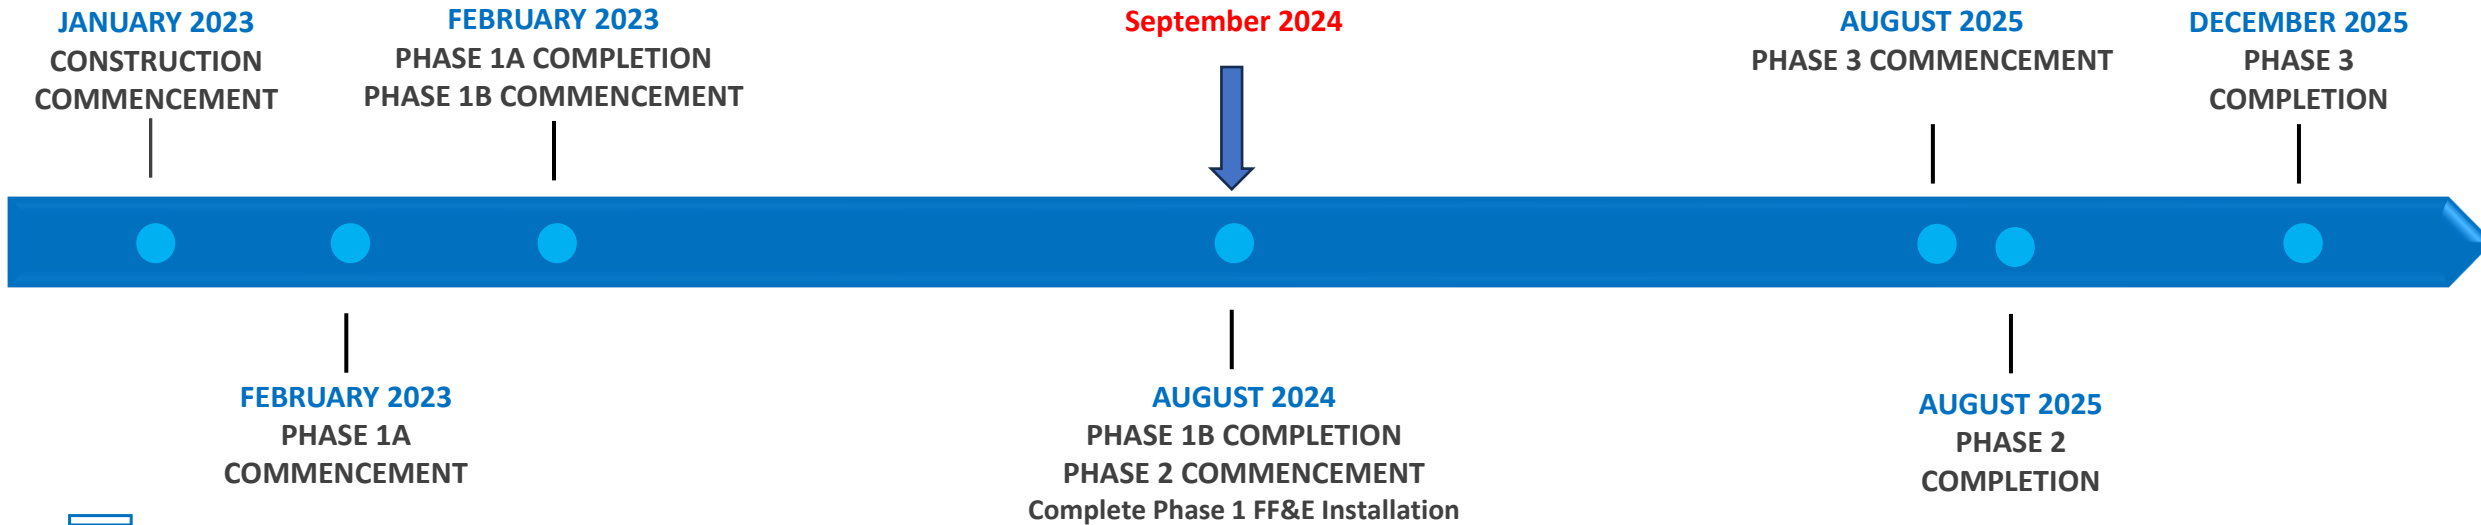 JANUARY 2023
CONSTRUCTION
COMMENCEMENT
FEBRUARY 2023
PHASE 1A COMPLETION
PHASE 1B COMMENCEMENT
September 2024
AUGUST 2025
PHASE 3 COMMENCEMENT
DECEMBER 2025
PHASE 3
COMPLETION
FEBRUARY 2023
PHASE 1A
COMMENCEMENT
AUGUST 2024
PHASE 1B COMPLETION
PHASE 2 COMMENCEMENT
Complete Phase 1 FF&E Installation
AUGUST 2025
PHASE 2
COMPLETION